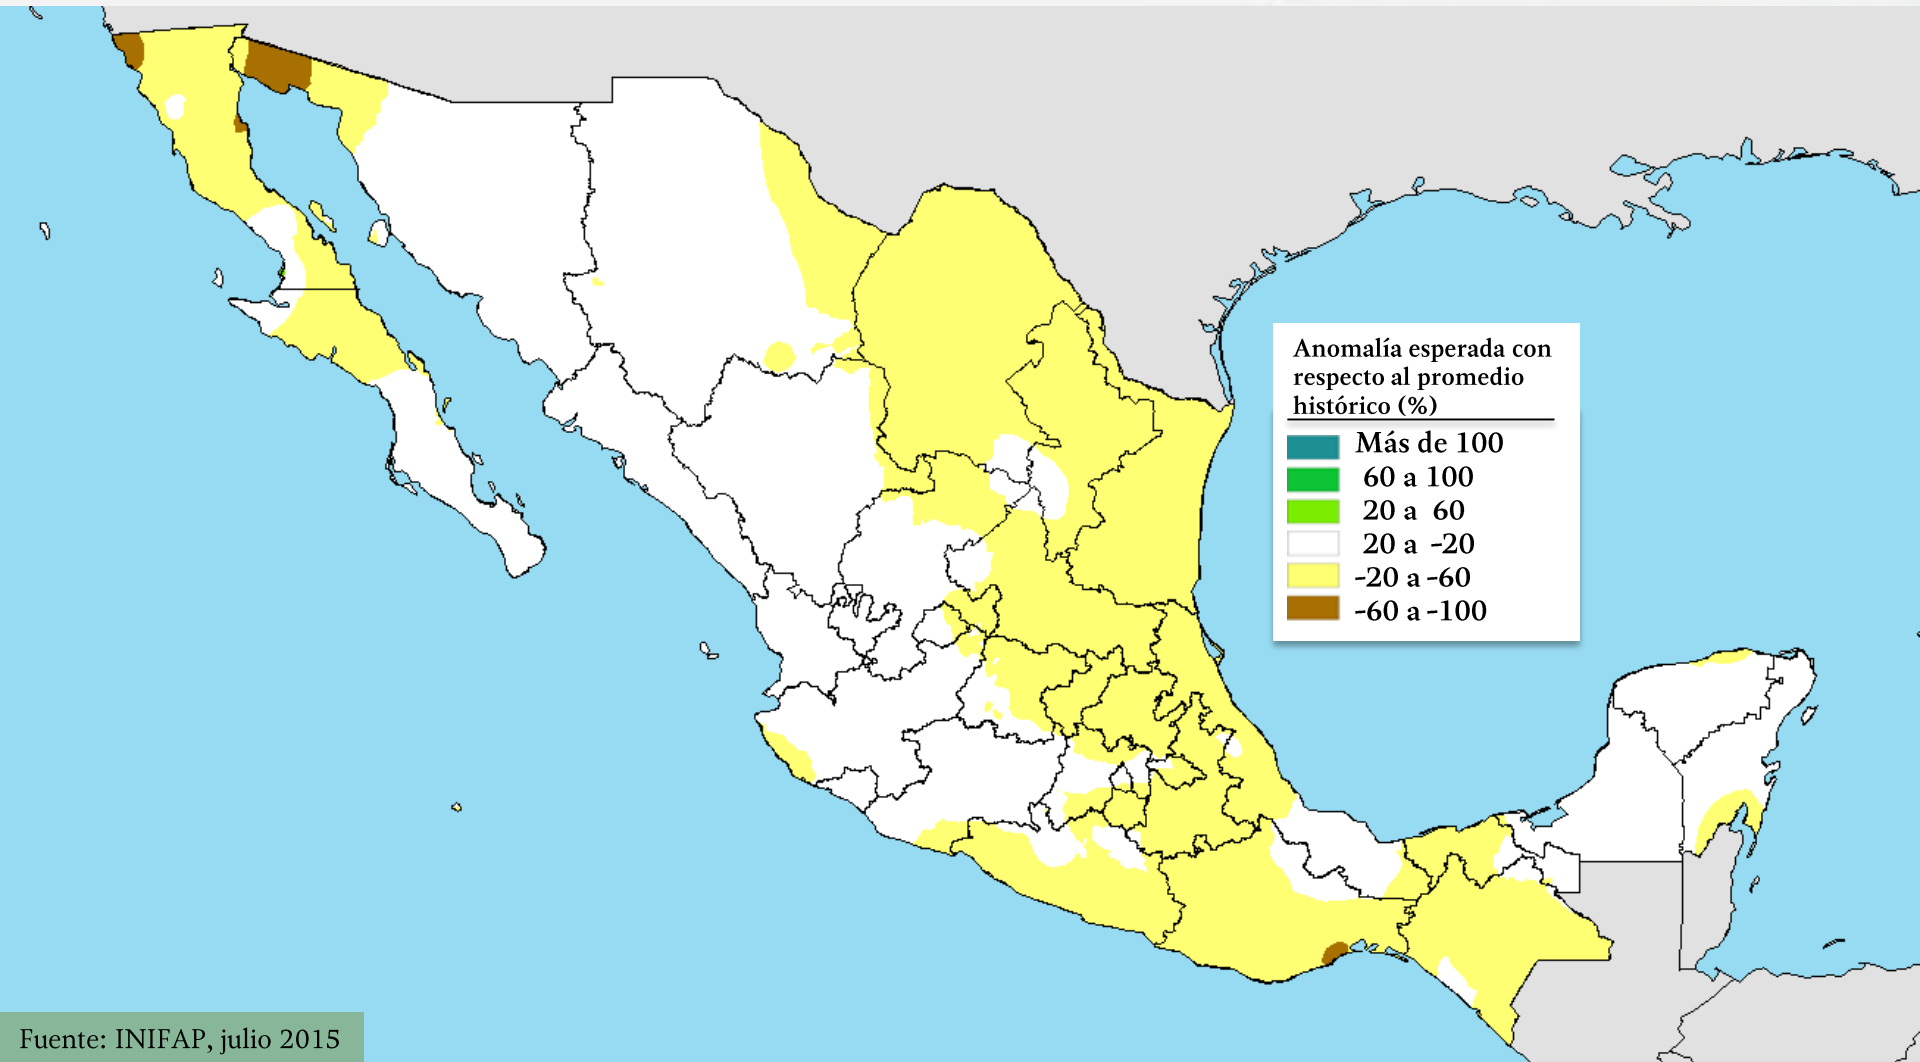 Anomalía esperada con
respecto al promedio
histórico (%)
Más de 100
60 a 100
20 a 60
20 a -20
-20 a -60
-60 a -100
Fuente: INIFAP, julio 2015